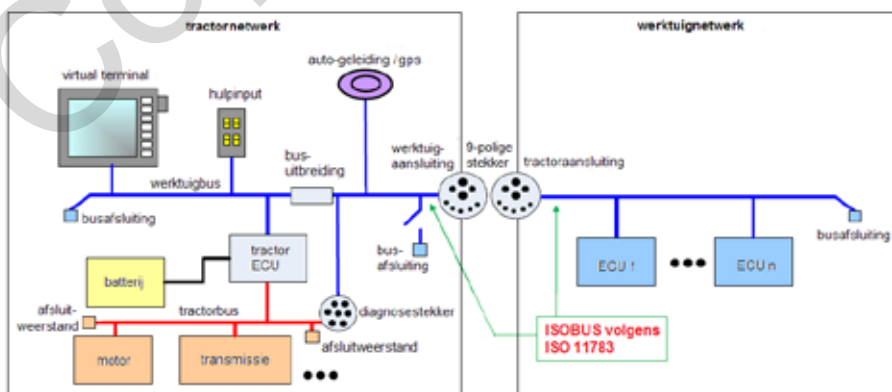 tractornetwerk
werktuignetwerk
virtual terminal
hulpinput
auto-geleiding /gps
bus-
uitbreiding
werktuig-
aansluiting
9-polige
stekker
tractoraansluiting
werktuigbus
busafsluiting
bus-
afsluiting
busafsluiting
tractor
ECU
batterij
ECU 1
ECU n
afsluit-
weerstand
tractorbus
diagnosestekker
afsluitweerstand
motor
transmissie
ISOBUS volgens
ISO 11783